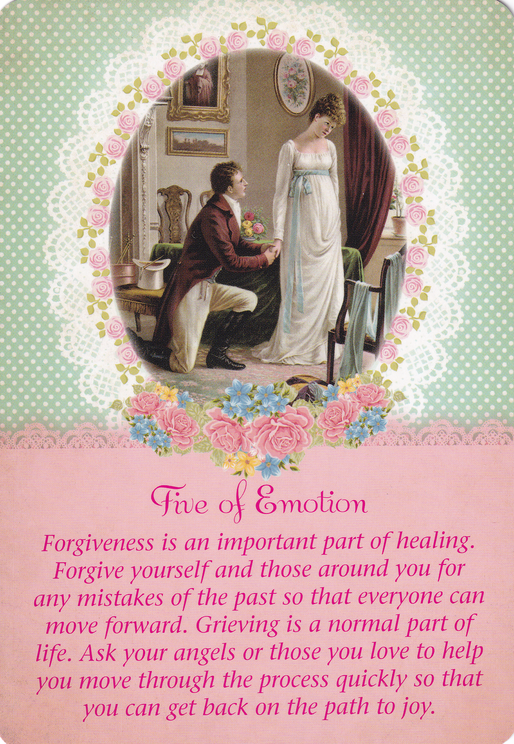 Five of Emotion
Forgiveness is an important part of healing.
Forgive yourself and those around you for
any mistakes of the past so that everyone can
move forward. Grieving is a normal part of
life. Ask your angels or those you love to help
you move through the process quickly so that
you can get back on the path to joy.